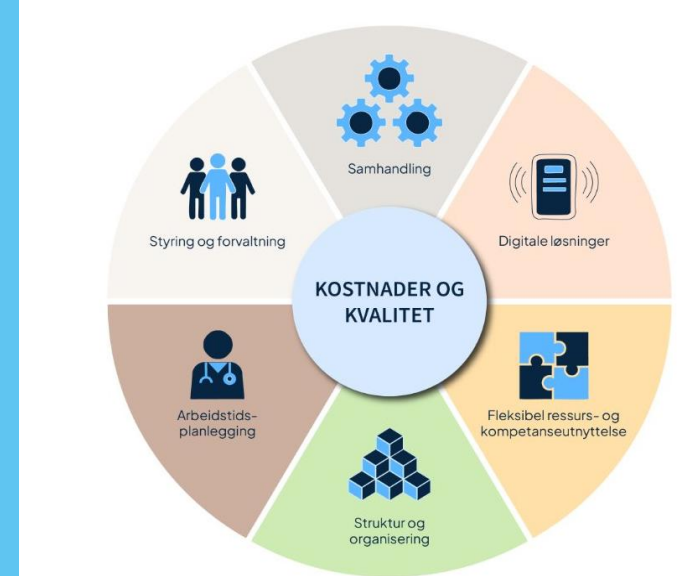 Samhandling
Digitale løsninger
Fleksibel ressurs- og
kompetanseutnyttelse
Struktur og
organisering
Arbeidstids-
planlegging
Styring og forvaltning
KOSTNADER OG
KVALITET